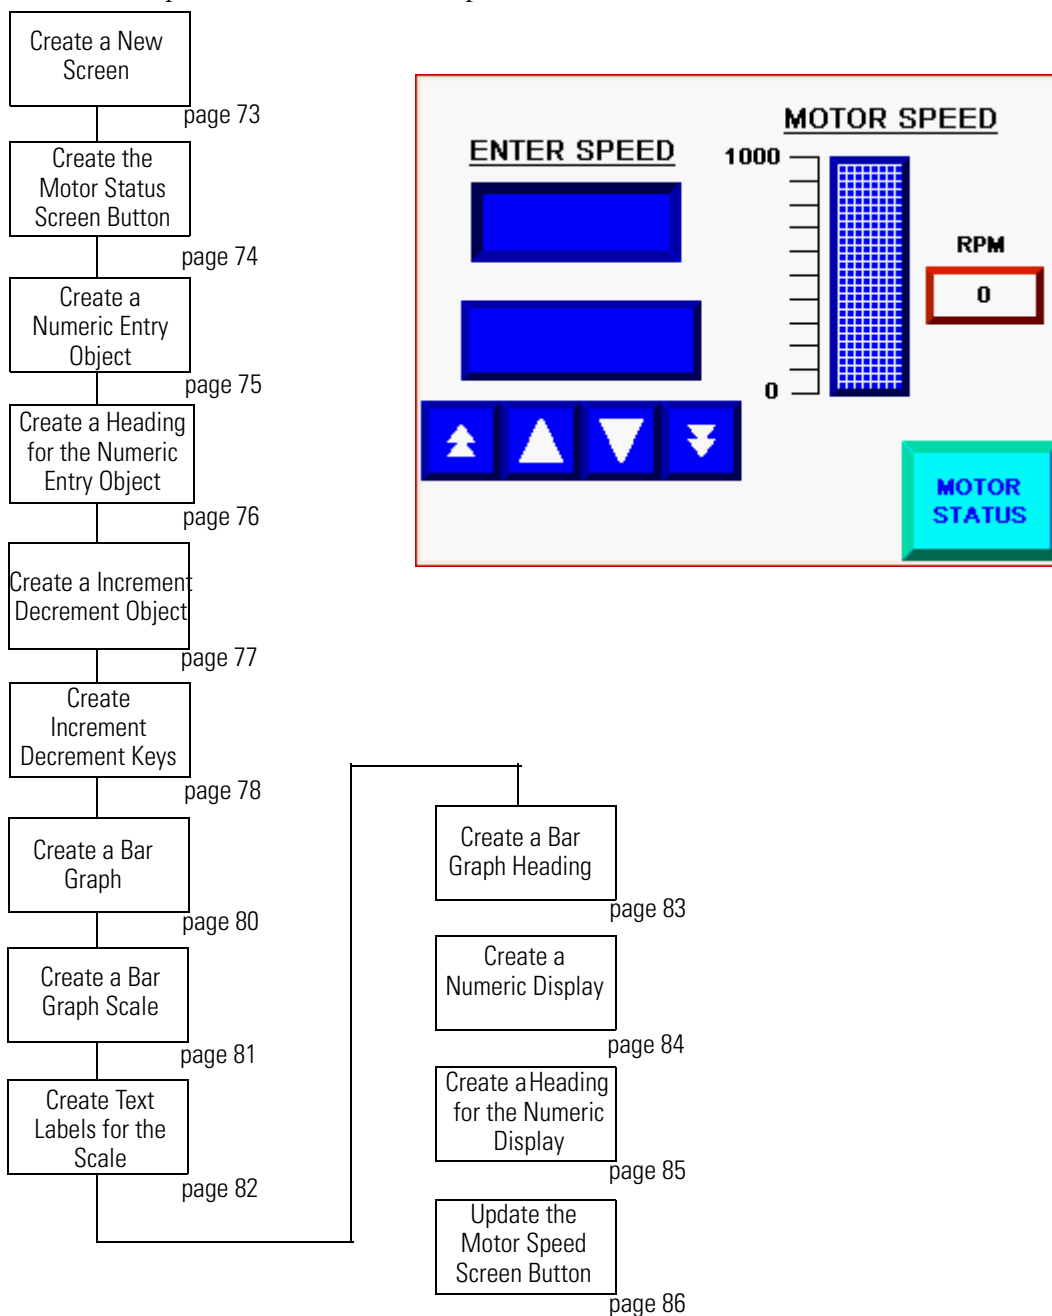 Create a New
Screen
page 73
Create the
Motor Status
Screen Button
page 74
Create a
Numeric Entry
Object
page 75
Create a Heading
for the Numeric
Entry Object
page 76
Create a Increment
Decrement Object
page 77
Create
Increment
Decrement Keys
page 78
Create a Bar
Graph
page 80
Create a Bar
Graph Scale
page 81
Create Text
Labels for the
Scale
page 82
Create a Bar
Graph Heading
page 83
Create a
Numeric Display
page 84
Create a Heading
for the Numeric
Display
page 85
Update the
Motor Speed
Screen Button
page 86
ENTER SPEED
MOTOR SPEED
1000
0
RPM
0
MOTOR
STATUS